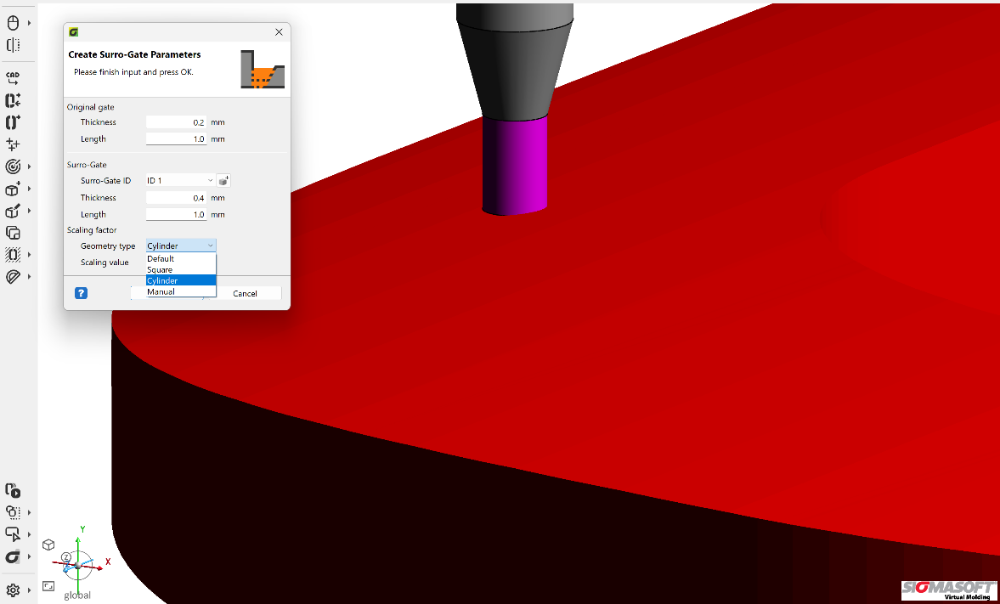 CAD
Create Surro-Gate Parameters
Please finish input and press OK.
Original gate
Thickness 0.2 mm
Length 1.0 mm
Surro-Gate
Surro-Gate ID ID 1
Thickness 0.4 mm
Length 1.0 mm
Scaling factor
Geometry type Cylinder
Default
Scaling value
Square
Cylinder
Manual
? Cancel
Y
Z
Z
X
global
SIGMASOFT
Virtual Molding